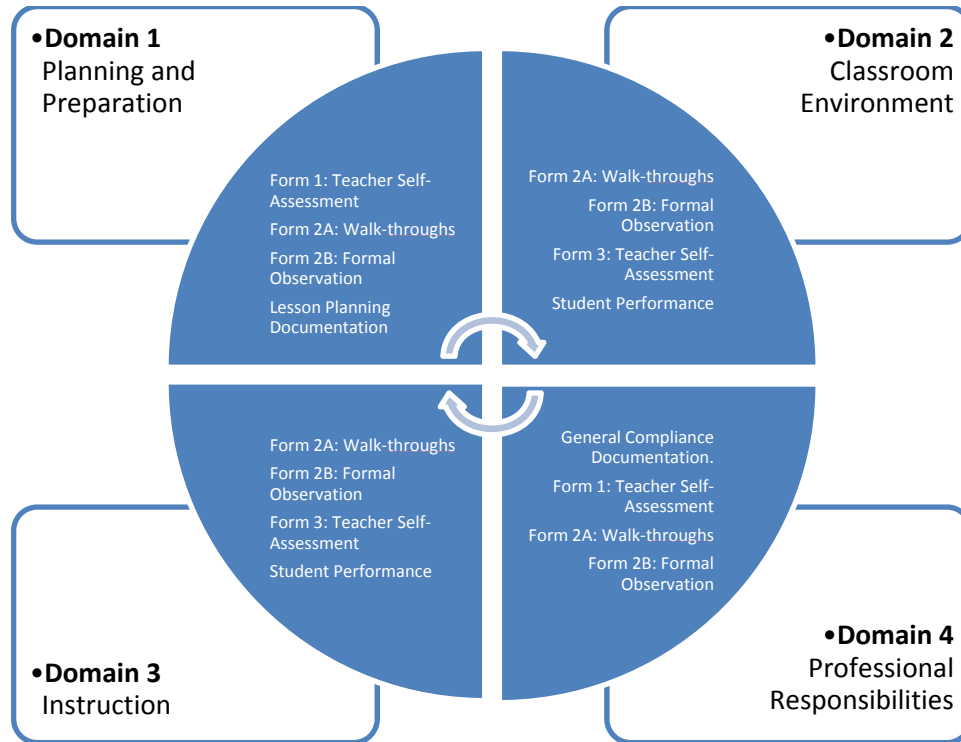 •Domain 1
Planning and
Preparation
Form 1: Teacher Self-
Assessment
Form 2A: Walk-throughs
Form 2B: Formal
Observation
Lesson Planning
Documentation
•Domain 2
Classroom
Environment
Form 2A: Walk-throughs
Form 2B: Formal
Observation
Form 3: Teacher Self-
Assessment
Student Performance
Form 2A: Walk-throughs
Form 2B: Formal
Observation
Form 3: Teacher Self-
Assessment
Student Performance
•Domain 3
Instruction
General Compliance
Documentation.
Form 1: Teacher Self-
Assessment
Form 2A: Walk-throughs
Form 2B: Formal
Observation
•Domain 4
Professional
Responsibilities